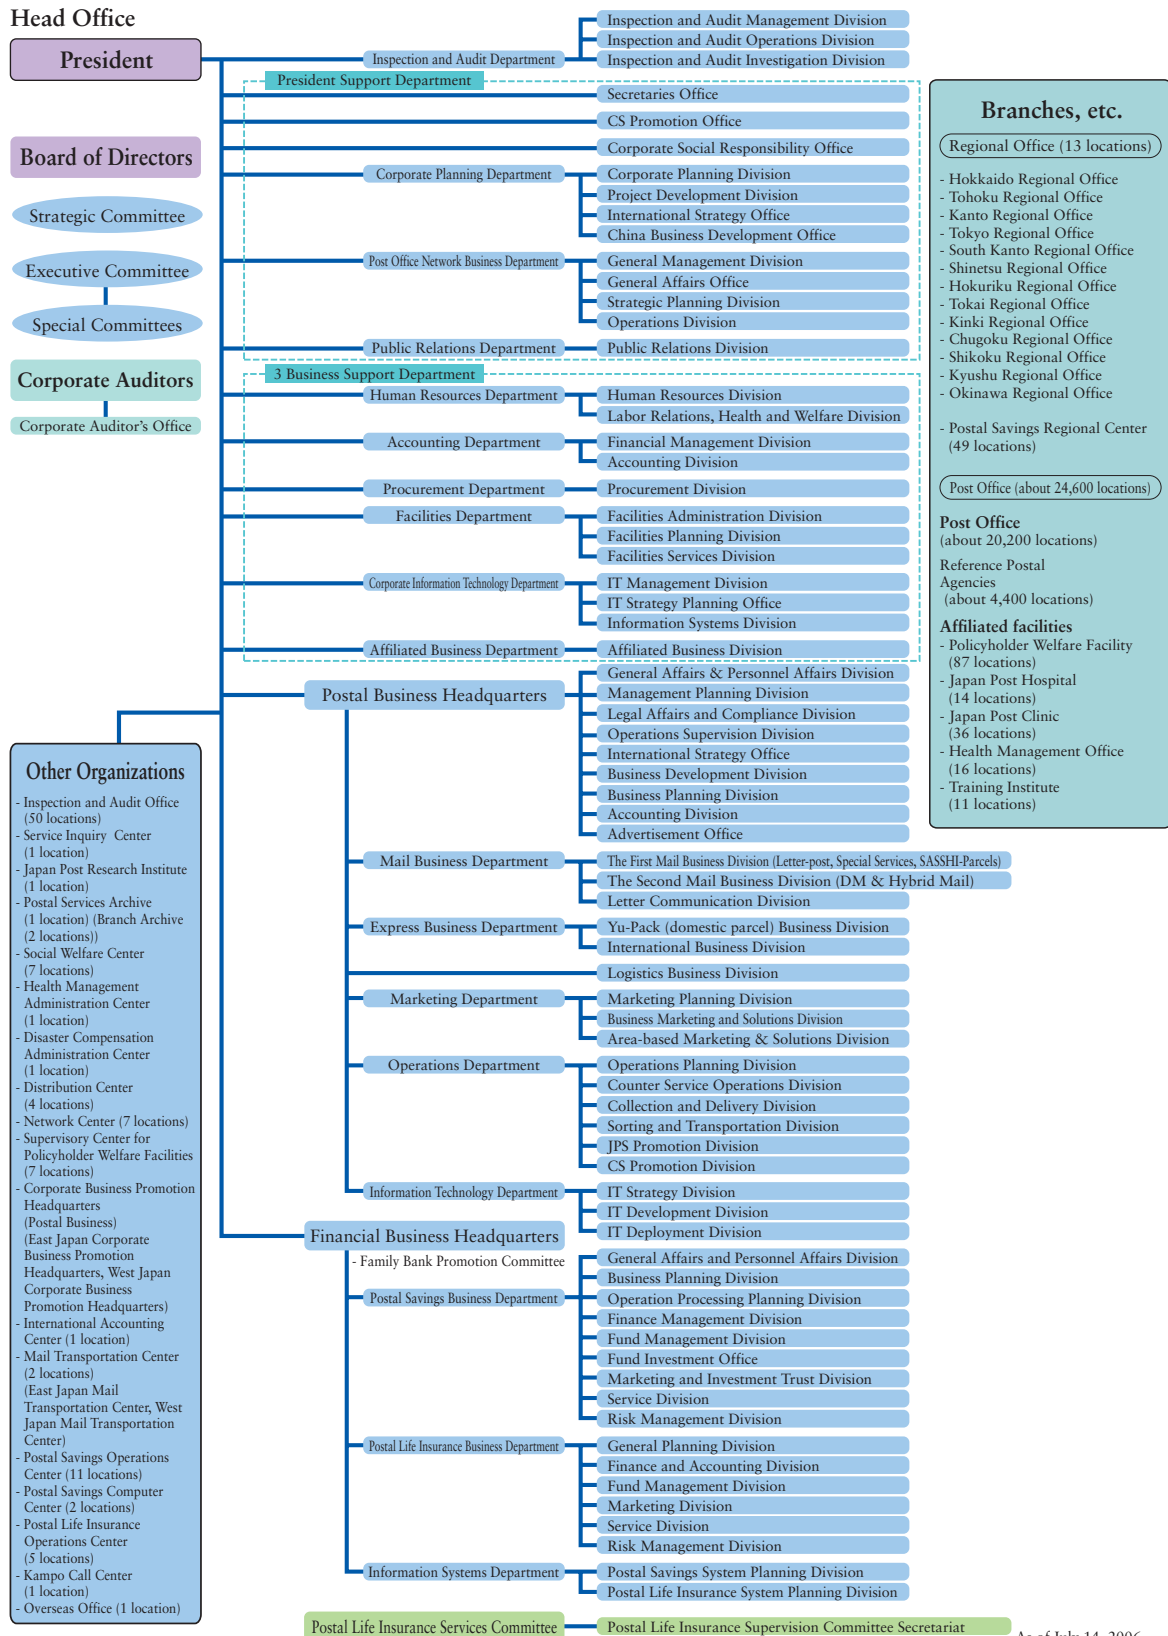 Head Office
President
Board of Directors
Strategic Committee
Executive Committee
Special Committees
Corporate Auditors
Corporate Auditor's Office
Inspection and Audit Department
Inspection and Audit Management Division
Inspection and Audit Operations Division
Inspection and Audit Investigation Division
President Support Department
Secretaries Office
CS Promotion Office
Corporate Social Responsibility Office
Corporate Planning Department
Corporate Planning Division
Project Development Division
International Strategy Office
China Business Development Office
Post Office Network Business Department
General Management Division
General Affairs Office
Strategic Planning Division
Operations Division
Public Relations Department
Public Relations Division
3 Business Support Department
Human Resources Department
Human Resources Division
Labor Relations, Health and Welfare Division
Accounting Department
Financial Management Division
Accounting Division
Procurement Department
Procurement Division
Facilities Department
Facilities Administration Division
Facilities Planning Division
Facilities Services Division
Corporate Information Technology Department
IT Management Division
IT Strategy Planning Office
Information Systems Division
Affiliated Business Department
Affiliated Business Division
Postal Business Headquarters
General Affairs & Personnel Affairs Division
Management Planning Division
Legal Affairs and Compliance Division
Operations Supervision Division
International Strategy Office
Business Development Division
Business Planning Division
Accounting Division
Advertisement Office
Mail Business Department
The First Mail Business Division (Letter-post, Special Services, SASSHI-Parcels)
The Second Mail Business Division (DM & Hybrid Mail)
Letter Communication Division
Express Business Department
Yu-Pack (domestic parcel) Business Division
International Business Division
Logistics Business Division
Marketing Department
Marketing Planning Division
Business Marketing and Solutions Division
Area-based Marketing & Solutions Division
Operations Department
Operations Planning Division
Counter Service Operations Division
Collection and Delivery Division
Sorting and Transportation Division
JPS Promotion Division
CS Promotion Division
Information Technology Department
IT Strategy Division
IT Development Division
IT Deployment Division
Financial Business Headquarters
- Family Bank Promotion Committee
Postal Savings Business Department
General Affairs and Personnel Affairs Division
Business Planning Division
Operation Processing Planning Division
Finance Management Division
Fund Management Division
Fund Investment Office
Marketing and Investment Trust Division
Service Division
Risk Management Division
Postal Life Insurance Business Department
General Planning Division
Finance and Accounting Division
Fund Management Division
Marketing Division
Service Division
Risk Management Division
Information Systems Department
Postal Savings System Planning Division
Postal Life Insurance System Planning Division
Postal Life Insurance Services Committee
Postal Life Insurance Supervision Committee Secretariat
Other Organizations
- Inspection and Audit Office
(50 locations)
- Service Inquiry Center
(1 location)
- Japan Post Research Institute
(1 location)
- Postal Services Archive
(1 location) (Branch Archive
(2 locations))
- Social Welfare Center
(7 locations)
- Health Management
Administration Center
(1 location)
- Disaster Compensation
Administration Center
(1 location)
- Distribution Center
(4 locations)
- Network Center (7 locations)
- Supervisory Center for
Policyholder Welfare Facilities
(7 locations)
- Corporate Business Promotion
Headquarters
(Postal Business)
(East Japan Corporate
Business Promotion
Headquarters, West Japan
Corporate Business
Promotion Headquarters)
- International Accounting
Center (1 location)
- Mail Transportation Center
(2 locations)
(East Japan Mail
Transportation Center, West
Japan Mail Transportation
Center)
- Postal Savings Operations
Center (11 locations)
- Postal Savings Computer
Center (2 locations)
- Postal Life Insurance
Operations Center
(5 locations)
- Kampo Call Center
(1 location)
- Overseas Office (1 location)
Branches, etc.
Regional Office (13 locations)
- Hokkaido Regional Office
- Tohoku Regional Office
- Kanto Regional Office
- Tokyo Regional Office
- South Kanto Regional Office
- Shinetsu Regional Office
- Hokuriku Regional Office
- Tokai Regional Office
- Kinki Regional Office
- Chugoku Regional Office
- Shikoku Regional Office
- Kyushu Regional Office
- Okinawa Regional Office
- Postal Savings Regional Center
(49 locations)
Post Office (about 24,600 locations)
Post Office
(about 20,200 locations)
Reference Postal
Agencies
(about 4,400 locations)
Affiliated facilities
- Policyholder Welfare Facility
(87 locations)
- Japan Post Hospital
(14 locations)
- Japan Post Clinic
(36 locations)
- Health Management Office
(16 locations)
- Training Institute
(11 locations)
As of July 14, 2006